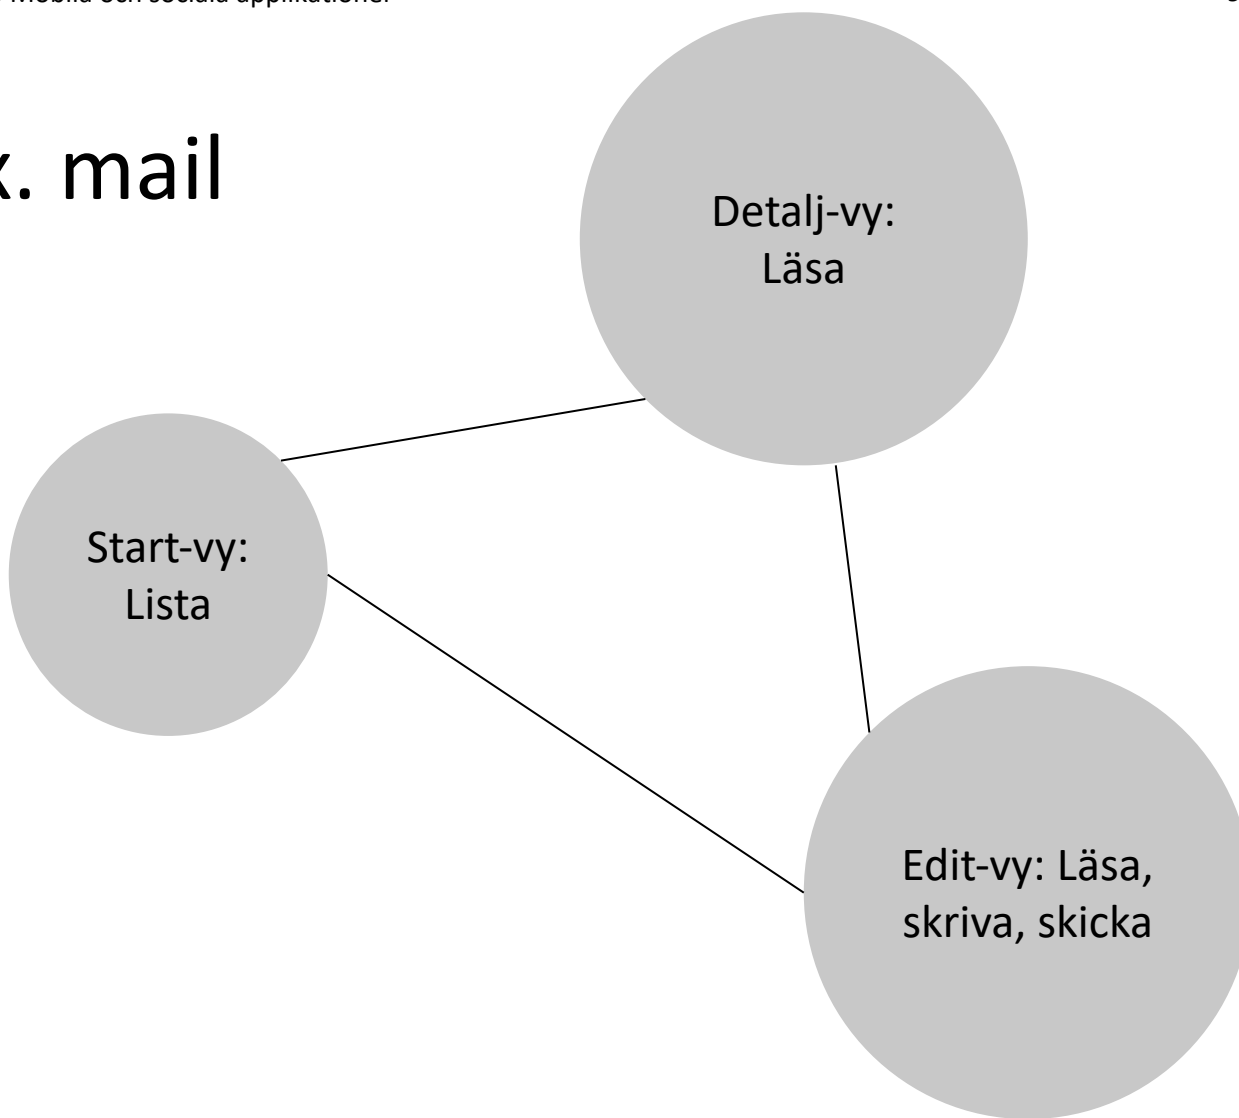 Mobila och sociala applikationer
x. mail
Detalj-vy:
Läsa
Start-vy:
Lista
Edit-vy: Läsa,
skriva, skicka